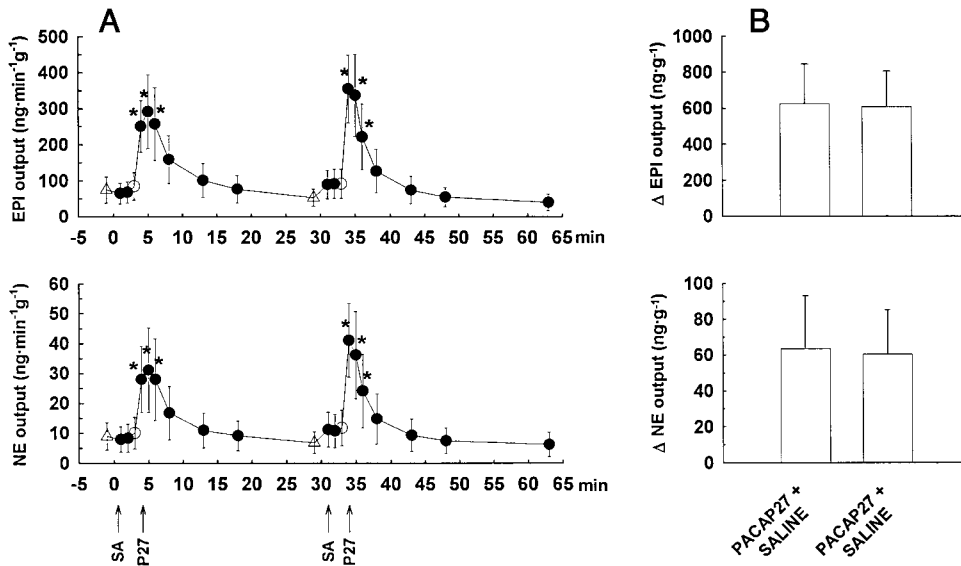 A
EPI output (ng·min⁻¹g⁻¹)
500
400
300
200
100
0
* * * * * *
-5 0 5 10 15 20 25 30 35 40 45 50 55 60 65 min
NE output (ng·min⁻¹g⁻¹)
60
50
40
30
20
10
0
* * * * * *
-5 0 5 10 15 20 25 30 35 40 45 50 55 60 65 min
SA P27 SA P27
B
Δ EPI output (ng·g⁻¹)
1000
800
600
400
200
0
Δ NE output (ng·g⁻¹)
100
80
60
40
20
0
PACAP27 +
SALINE
PACAP27 +
SALINE